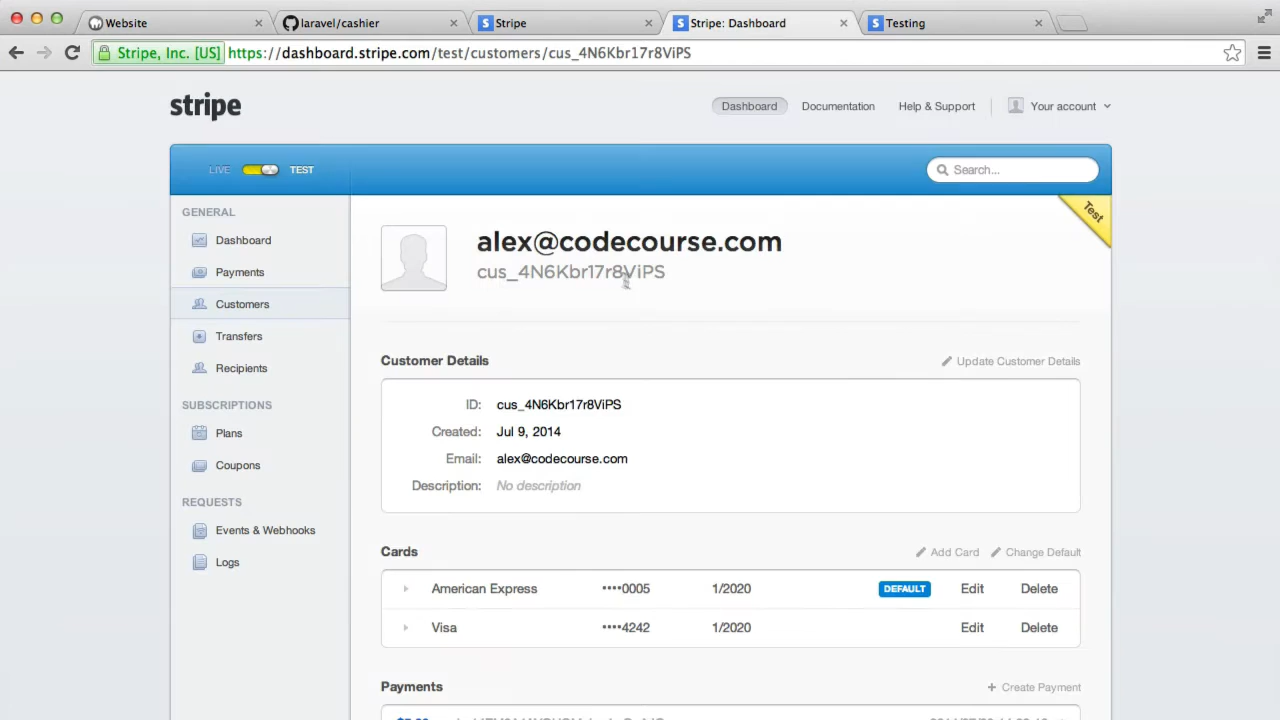 Website
laravel/cashier
Stripe
Stripe: Dashboard
Testing
Stripe, Inc. [US] https://dashboard.stripe.com/test/customers/cus_4N6Kbr17r8ViPS
stripe
Dashboard Documentation Help & Support Your account
LIVE TEST
Search...
Test
GENERAL
Dashboard
Payments
Customers
Transfers
Recipients
SUBSCRIPTIONS
Plans
Coupons
REQUESTS
Events & Webhooks
Logs
alex@codecourse.com
cus_4N6Kbr17r8ViPS
Customer Details Update Customer Details
ID: cus_4N6Kbr17r8ViPS
Created: Jul 9, 2014
Email: alex@codecourse.com
Description: No description
Cards Add Card Change Default
American Express ••••0005 1/2020 DEFAULT Edit Delete
Visa ••••4242 1/2020 Edit Delete
Payments + Create Payment